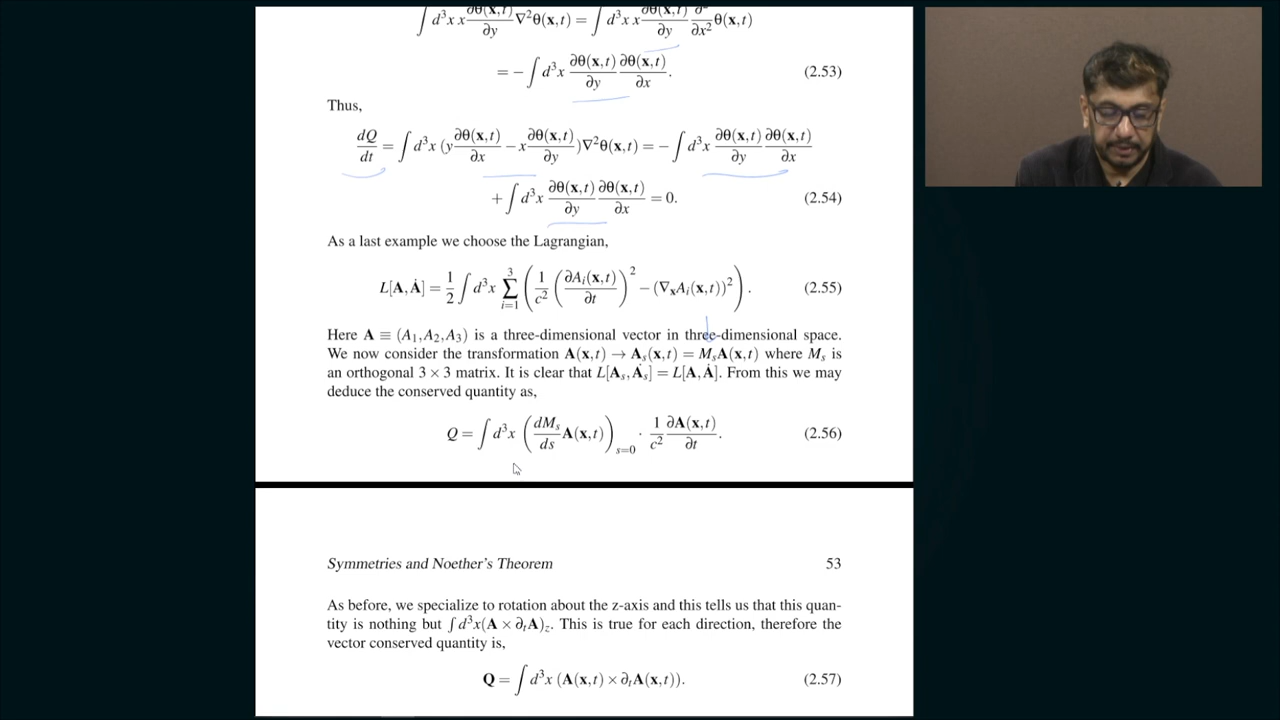 ∫ d³x x ∂θ(x,t)/∂y ∇²θ(x,t) = ∫ d³x x ∂θ(x,t)/∂y ∂²/∂x² θ(x,t)
= − ∫ d³x ∂θ(x,t)/∂y ∂θ(x,t)/∂x. (2.53)
Thus,
dQ/dt = ∫ d³x (y ∂θ(x,t)/∂x − x ∂θ(x,t)/∂y)∇²θ(x,t) = − ∫ d³x ∂θ(x,t)/∂y ∂θ(x,t)/∂x
+ ∫ d³x ∂θ(x,t)/∂y ∂θ(x,t)/∂x = 0. (2.54)
As a last example we choose the Lagrangian,
L[A,Ȧ] = 1/2 ∫ d³x ∑_{i=1}^{3} (1/c² (∂A_i(x,t)/∂t)² − (∇_x A_i(x,t))²). (2.55)
Here A ≡ (A₁,A₂,A₃) is a three-dimensional vector in three-dimensional space.
We now consider the transformation A(x,t) → A_s(x,t) = M_sA(x,t) where M_s is
an orthogonal 3 × 3 matrix. It is clear that L[A_s,Ȧ_s] = L[A,Ȧ]. From this we may
deduce the conserved quantity as,
Q = ∫ d³x (dM_s/ds A(x,t))_{s=0} · 1/c² ∂A(x,t)/∂t. (2.56)
Symmetries and Noether's Theorem 53
As before, we specialize to rotation about the z-axis and this tells us that this quan-
tity is nothing but ∫ d³x(A × ∂_tA)_z. This is true for each direction, therefore the
vector conserved quantity is,
Q = ∫ d³x (A(x,t) × ∂_tA(x,t)). (2.57)